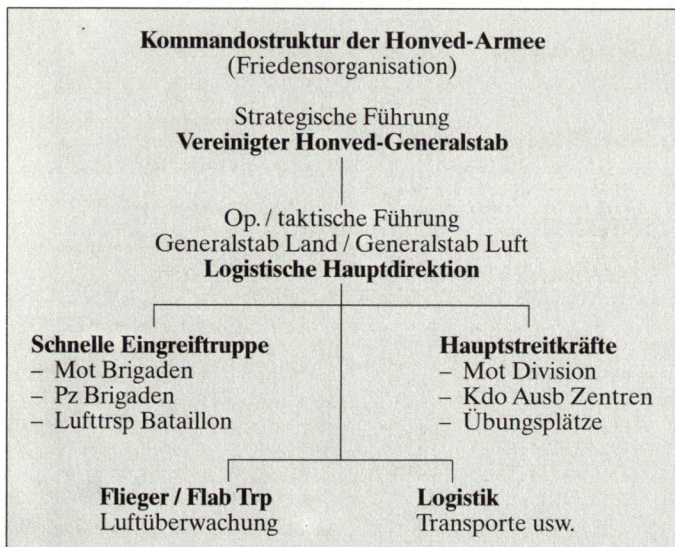 Kommandostruktur der Honved-Armee
(Friedensorganisation)
Strategische Führung
Vereinigter Honved-Generalstab
Op./ taktische Führung
Generalstab Land / Generalstab Luft
Logistische Hauptdirektion
Schnelle Eingreiftruppe
– Mot Brigaden
– Pz Brigaden
– Lufttrsp Bataillon
Hauptstreitkräfte
– Mot Division
– Kdo Ausb Zentren
– Übungsplätze
Flieger / Flab Trp
Luftüberwachung
Logistik
Transporte usw.